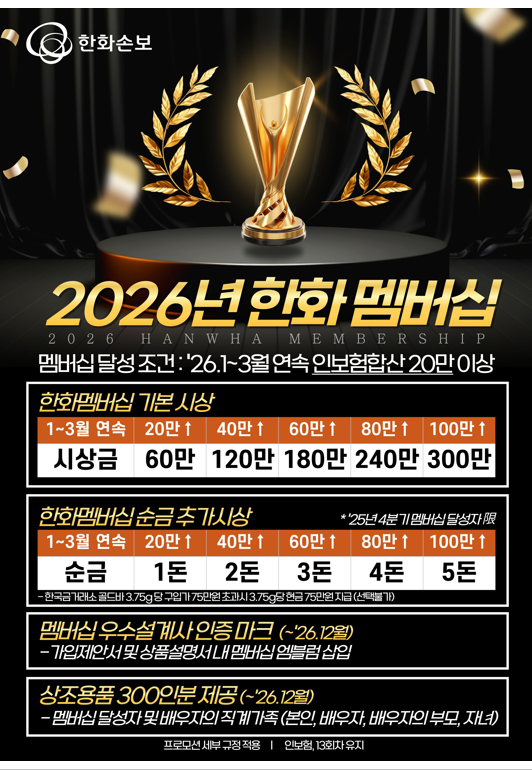 한화손보
2026년 한화 멤버십
2026 HANWHA MEMBERSHIP
멤버십 달성 조건 : '26.1~3월 연속 인보험합산 20만 이상
한화멤버십 기본 시상
1~3월 연속 20만↑ 40만↑ 60만↑ 80만↑ 100만↑
시상금 60만 120만 180만 240만 300만
한화멤버십 순금 추가시상 * '25년 4분기 멤버십 달성자 限
1~3월 연속 20만↑ 40만↑ 60만↑ 80만↑ 100만↑
순금 1돈 2돈 3돈 4돈 5돈
- 한국금거래소 골드바 3.75g 당 구입가 75만원 초과시 3.75g당 현금 75만원 지급 (선택불가)
멤버십 우수설계사 인증 마크 (~'26.12월)
- 가입제안서 및 상품설명서 내 멤버십 엠블럼 삽입
상조용품 300인분 제공 (~'26.12월)
- 멤버십 달성자 및 배우자의 직계가족 (본인, 배우자, 배우자의 부모, 자녀)
프로모션 세부 규정 적용 | 인보험, 13회차 유지